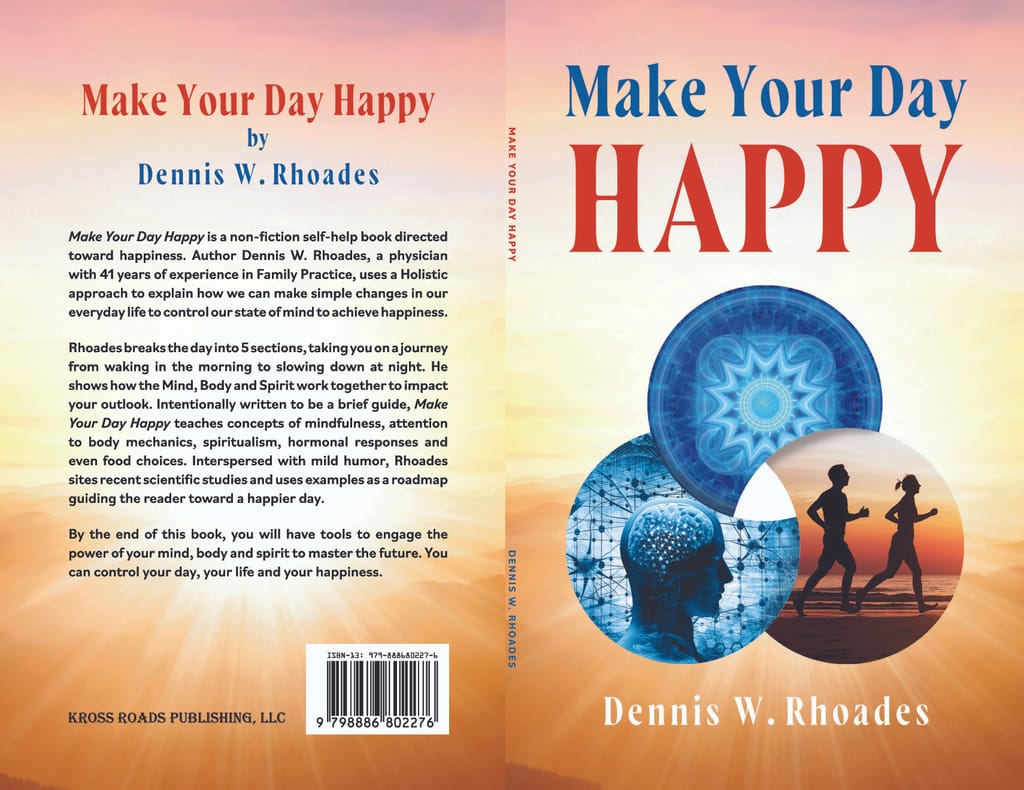 Make Your Day Happy
by
Dennis W. Rhoades
Make Your Day Happy is a non-fiction self-help book directed
toward happiness. Author Dennis W. Rhoades, a physician
with 41 years of experience in Family Practice, uses a Holistic
approach to explain how we can make simple changes in our
everyday life to control our state of mind to achieve happiness.
Rhoades breaks the day into 5 sections, taking you on a journey
from waking in the morning to slowing down at night. He
shows how the Mind, Body and Spirit work together to impact
your outlook. Intentionally written to be a brief guide, Make
Your Day Happy teaches concepts of mindfulness, attention
to body mechanics, spiritualism, hormonal responses and
even food choices. Interspersed with mild humor, Rhoades
sites recent scientific studies and uses examples as a roadmap
guiding the reader toward a happier day.
By the end of this book, you will have tools to engage the
power of your mind, body and spirit to master the future. You
can control your day, your life and your happiness.
KROSS ROADS PUBLISHING, LLC
ISBN-13: 979-888680227-6
9 798886 802276
MAKE YOUR DAY HAPPY
DENNIS W. RHOADES
Make Your Day
HAPPY
Dennis W. Rhoades